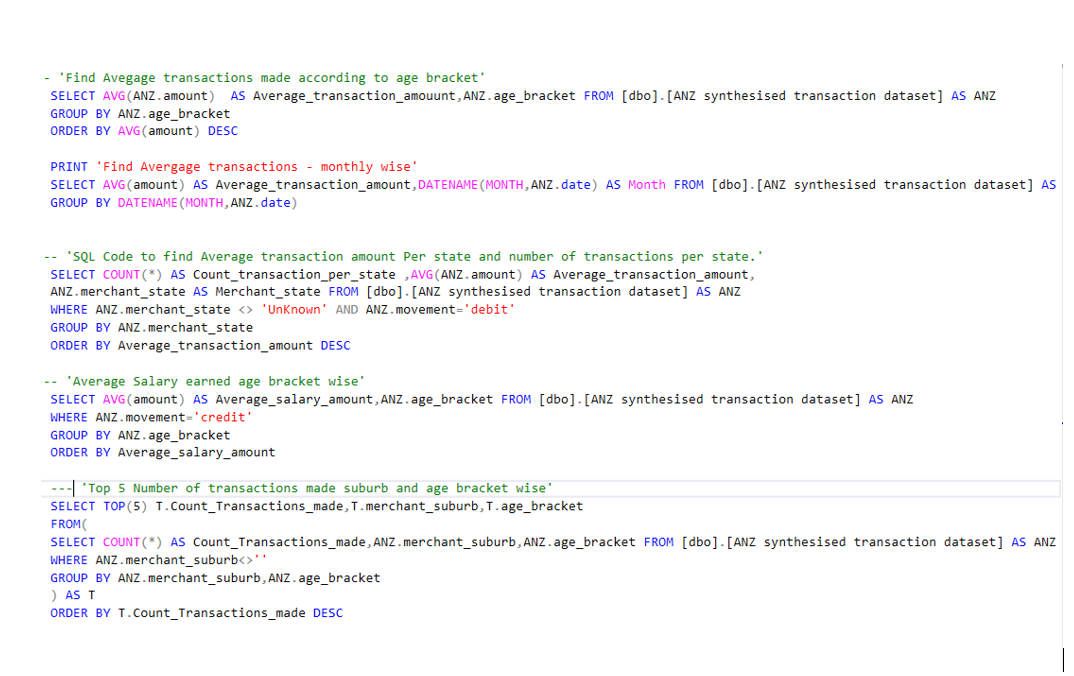 - 'Find Avegage transactions made according to age bracket'
SELECT AVG(ANZ.amount)  AS Average_transaction_amouunt,ANZ.age_bracket FROM [dbo].[ANZ synthesised transaction dataset] AS ANZ
GROUP BY ANZ.age_bracket
ORDER BY AVG(amount) DESC
PRINT 'Find Avergage transactions - monthly wise'
SELECT AVG(amount) AS Average_transaction_amount,DATENAME(MONTH,ANZ.date) AS Month FROM [dbo].[ANZ synthesised transaction dataset] AS
GROUP BY DATENAME(MONTH,ANZ.date)
-- 'SQL Code to find Average transaction amount Per state and number of transactions per state.'
SELECT COUNT(*) AS Count_transaction_per_state ,AVG(ANZ.amount) AS Average_transaction_amount,
ANZ.merchant_state AS Merchant_state FROM [dbo].[ANZ synthesised transaction dataset] AS ANZ
WHERE ANZ.merchant_state <> 'UnKnown' AND ANZ.movement='debit'
GROUP BY ANZ.merchant_state
ORDER BY Average_transaction_amount DESC
-- 'Average Salary earned age bracket wise'
SELECT AVG(amount) AS Average_salary_amount,ANZ.age_bracket FROM [dbo].[ANZ synthesised transaction dataset] AS ANZ
WHERE ANZ.movement='credit'
GROUP BY ANZ.age_bracket
ORDER BY Average_salary_amount
--- 'Top 5 Number of transactions made suburb and age bracket wise'
SELECT TOP(5) T.Count_Transactions_made,T.merchant_suburb,T.age_bracket
FROM(
SELECT COUNT(*) AS Count_Transactions_made,ANZ.merchant_suburb,ANZ.age_bracket FROM [dbo].[ANZ synthesised transaction dataset] AS ANZ
WHERE ANZ.merchant_suburb<>''
GROUP BY ANZ.merchant_suburb,ANZ.age_bracket
) AS T
ORDER BY T.Count_Transactions_made DESC